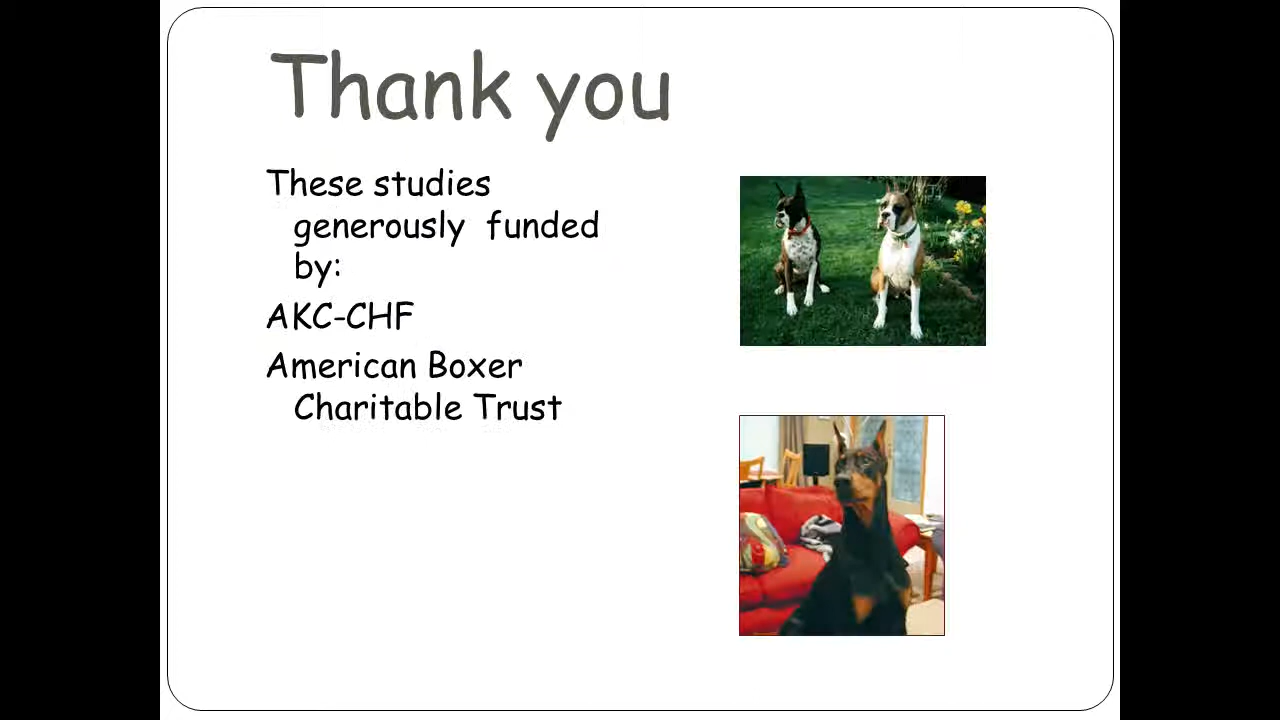 Thank you
These studies
generously funded
by:
AKC-CHF
American Boxer
Charitable Trust